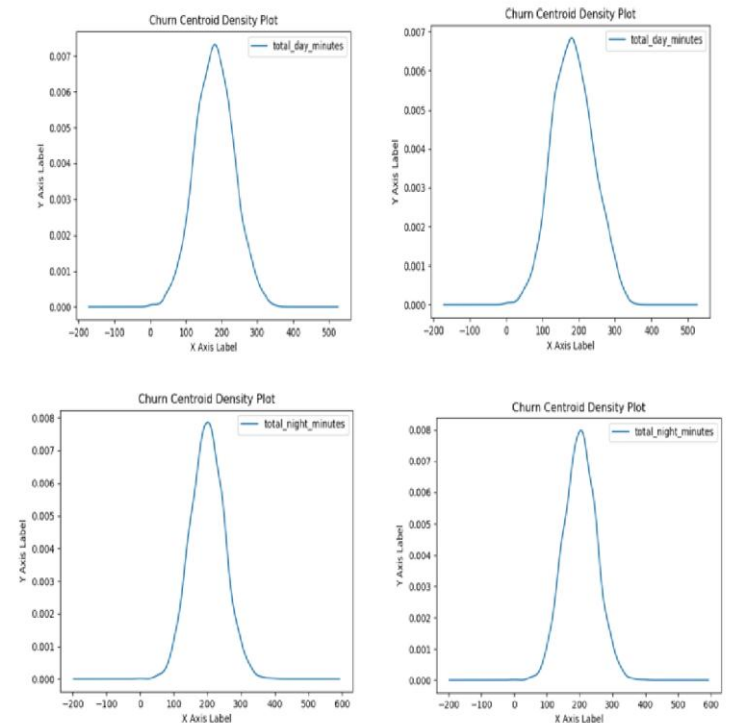 Churn Centroid Density Plot
total_day_minutes
0.007
0.006
0.005
0.004
0.003
0.002
0.001
0.000
Y Axis Label
−200 −100 0 100 200 300 400 500
X Axis Label
Churn Centroid Density Plot
total_day_minutes
0.007
0.006
0.005
0.004
0.003
0.002
0.001
0.000
Y Axis Label
−200 −100 0 100 200 300 400 500
X Axis Label
Churn Centroid Density Plot
total_night_minutes
0.008
0.007
0.006
0.005
0.004
0.003
0.002
0.001
0.000
Y Axis Label
−200 −100 0 100 200 300 400 500 600
X Axis Label
Churn Centroid Density Plot
total_night_minutes
0.008
0.007
0.006
0.005
0.004
0.003
0.002
0.001
0.000
Y Axis Label
−200 −100 0 100 200 300 400 500 600
X Axis Label